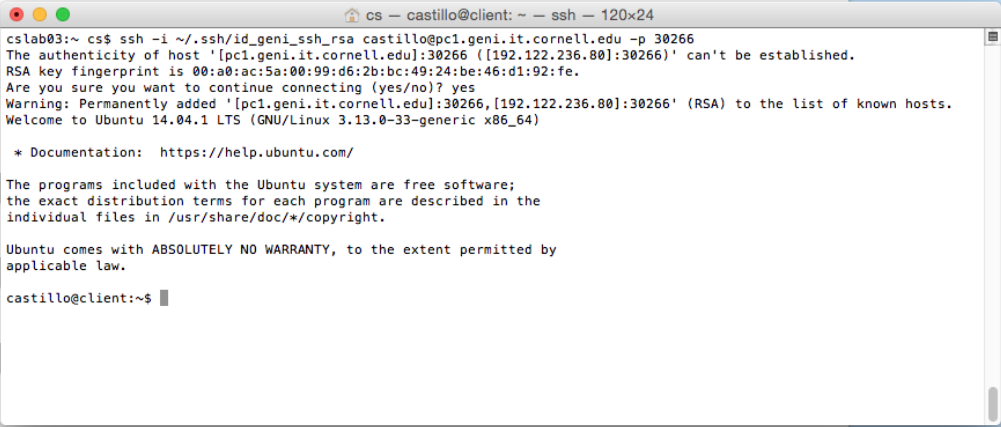 cs — castillo@client: ~ — ssh — 120×24
cslab03:~ cs$ ssh -i ~/.ssh/id_geni_ssh_rsa castillo@pc1.geni.it.cornell.edu -p 30266
The authenticity of host '[pc1.geni.it.cornell.edu]:30266 ([192.122.236.80]:30266)' can't be established.
RSA key fingerprint is 00:a0:ac:5a:00:99:d6:2b:bc:49:24:be:46:d1:92:fe.
Are you sure you want to continue connecting (yes/no)? yes
Warning: Permanently added '[pc1.geni.it.cornell.edu]:30266,[192.122.236.80]:30266' (RSA) to the list of known hosts.
Welcome to Ubuntu 14.04.1 LTS (GNU/Linux 3.13.0-33-generic x86_64)
* Documentation:  https://help.ubuntu.com/
The programs included with the Ubuntu system are free software;
the exact distribution terms for each program are described in the
individual files in /usr/share/doc/*/copyright.
Ubuntu comes with ABSOLUTELY NO WARRANTY, to the extent permitted by
applicable law.
castillo@client:~$